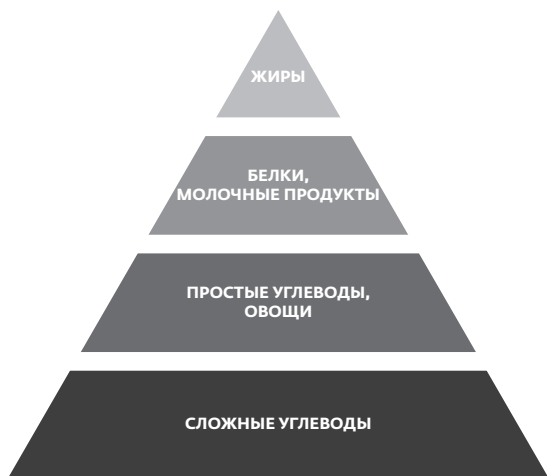 ЖИРЫ
БЕЛКИ,
МОЛОЧНЫЕ ПРОДУКТЫ
ПРОСТЫЕ УГЛЕВОДЫ,
ОВОЩИ
СЛОЖНЫЕ УГЛЕВОДЫ